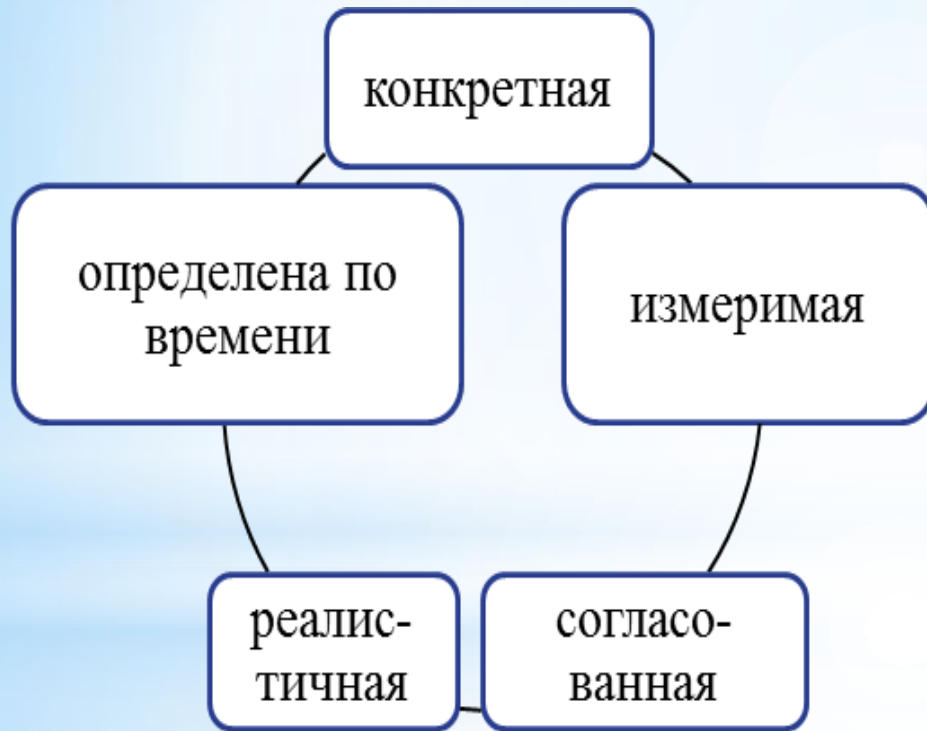 конкретная
измеримая
согласо-
ванная
реалис-
тичная
определена по
времени